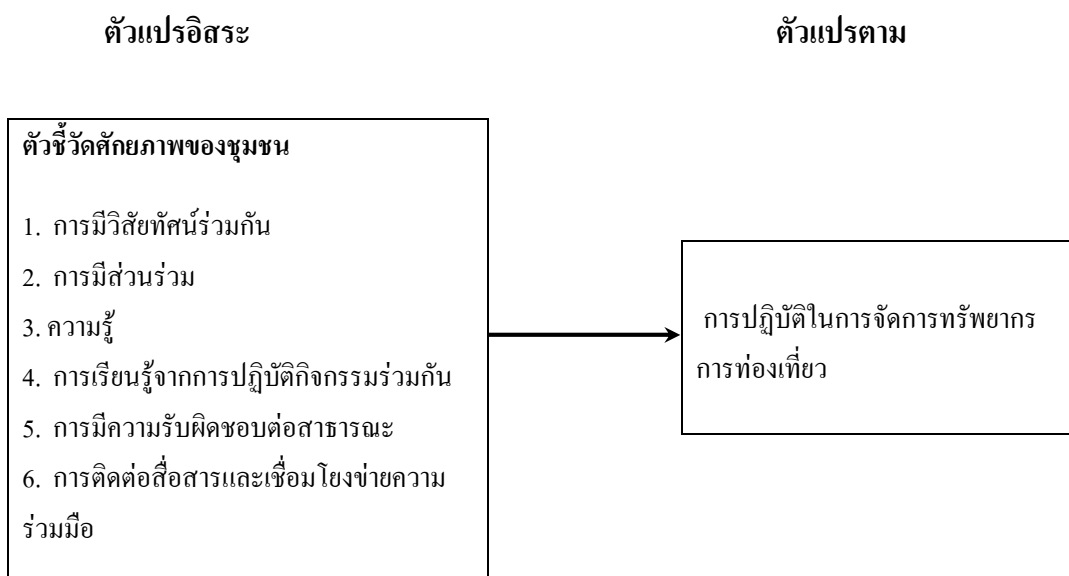 ตัวแปรอิสระ
ตัวแปรตาม
ตัวชี้วัดศักยภาพของชุมชน
1. การมีวิสัยทัศน์ร่วมกัน
2. การมีส่วนร่วม
3. ความรู้
4. การเรียนรู้จากการปฏิบัติกิจกรรมร่วมกัน
5. การมีความรับผิดชอบต่อสาธารณะ
6. การติดต่อสื่อสารและเชื่อมโยงข่ายความ
ร่วมมือ
การปฏิบัติในการจัดการทรัพยากร
การท่องเที่ยว